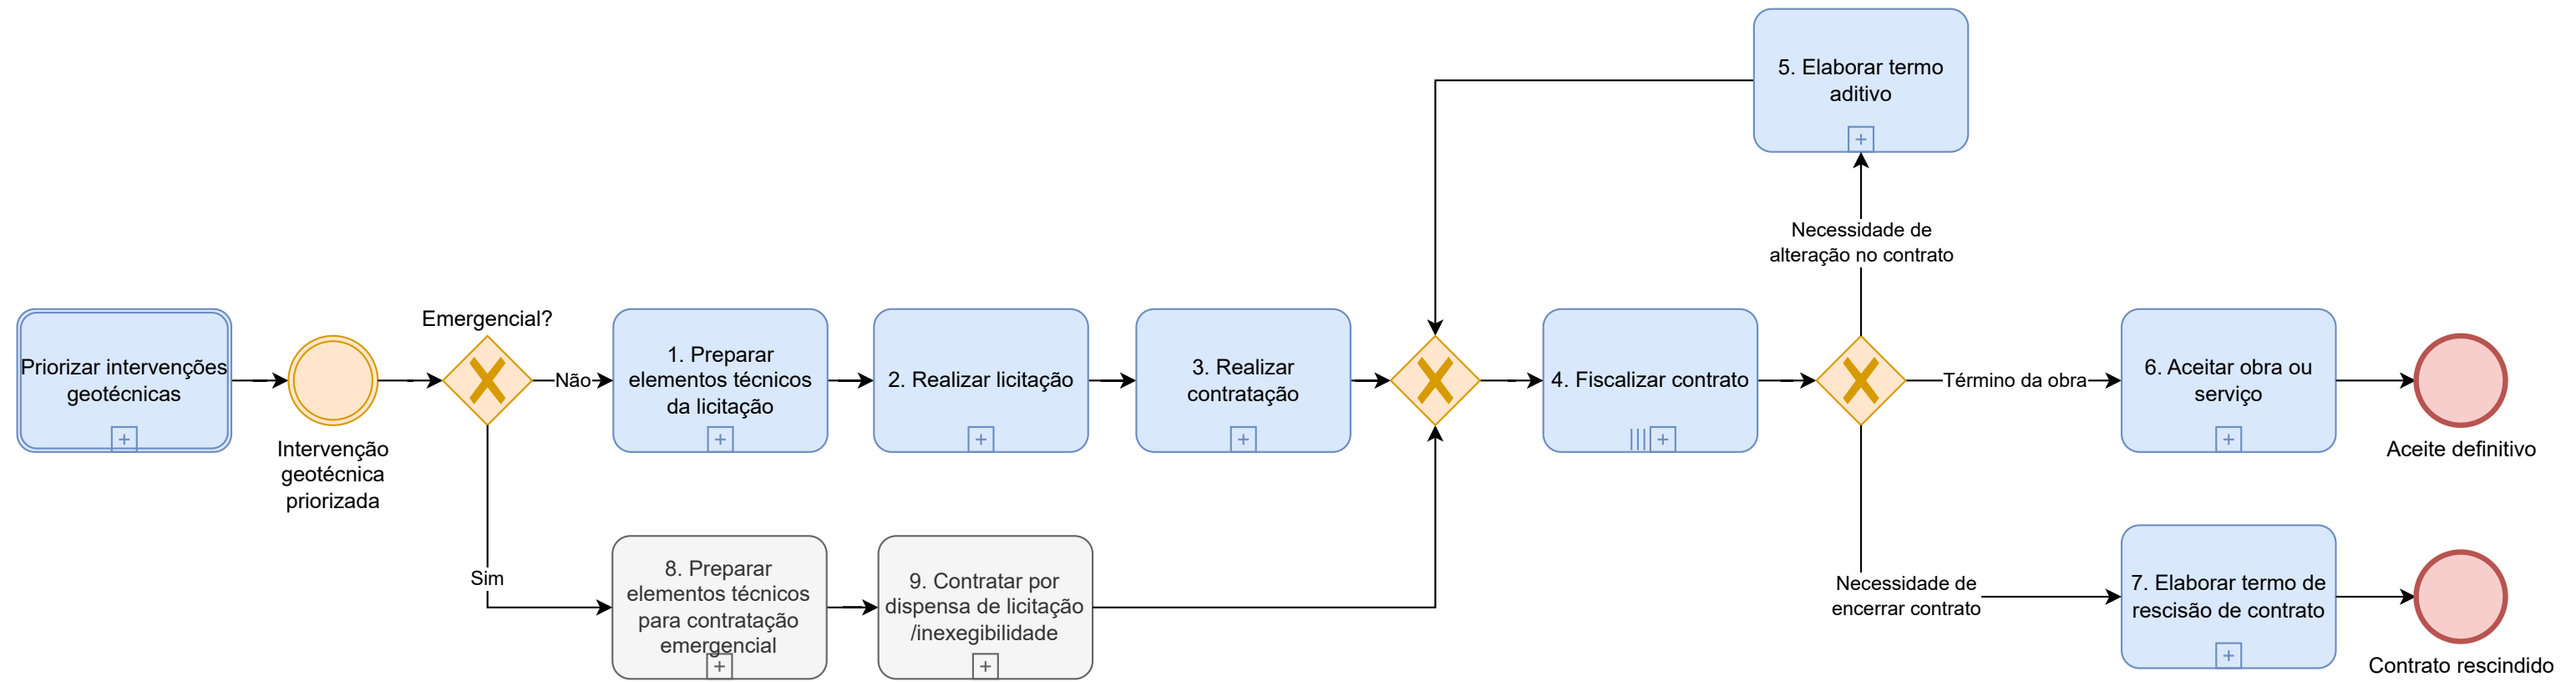 5. Elaborar termo
aditivo
Necessidade de
alteração no contrato
Priorizar intervenções
geotécnicas
Intervenção
geotécnica
priorizada
Emergencial?
Não
1. Preparar
elementos técnicos
da licitação
2. Realizar licitação
3. Realizar
contratação
4. Fiscalizar contrato
Término da obra
6. Aceitar obra ou
serviço
Aceite definitivo
Sim
8. Preparar
elementos técnicos
para contratação
emergencial
9. Contratar por
dispensa de licitação
/inexegibilidade
Necessidade de
encerrar contrato
7. Elaborar termo de
rescisão de contrato
Contrato rescindido